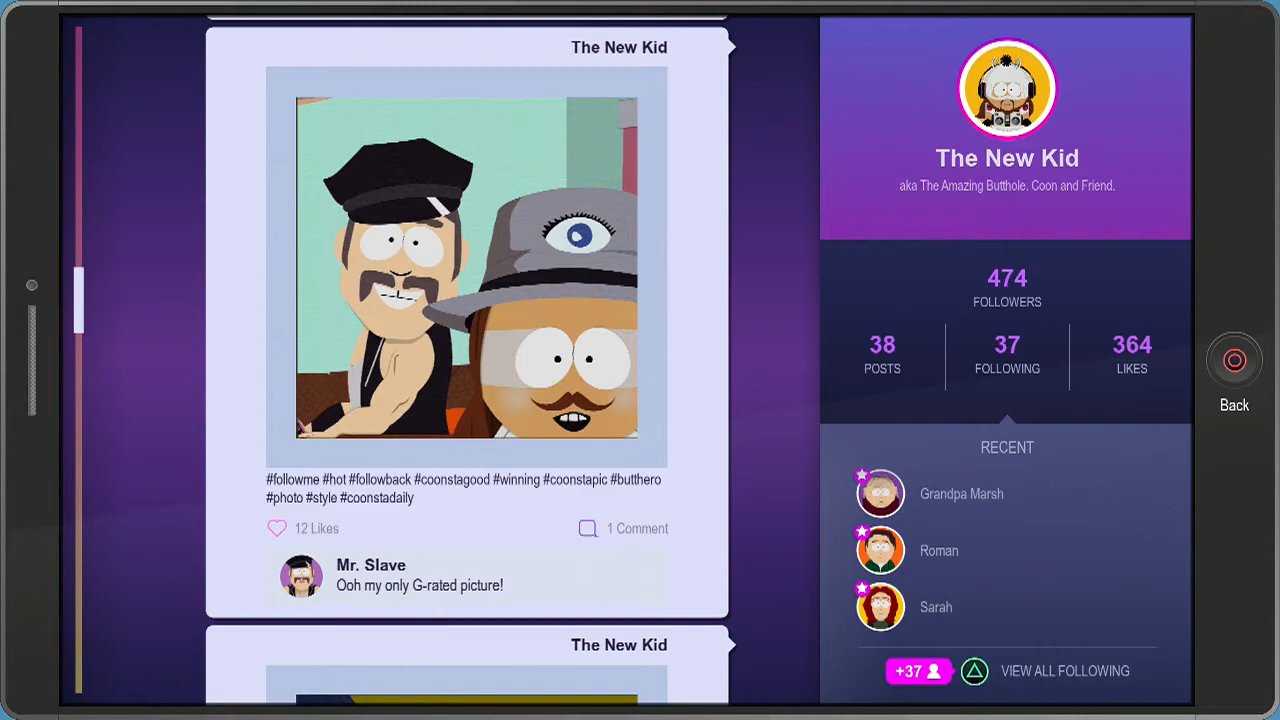 The New Kid
#followme #hot #followback #coonstagood #winning #coonstapic #butthero
#photo #style #coonstadaily
12 Likes
1 Comment
Mr. Slave
Ooh my only G-rated picture!
The New Kid
The New Kid
aka The Amazing Butthole. Coon and Friend.
474
FOLLOWERS
38
POSTS
37
FOLLOWING
364
LIKES
RECENT
Grandpa Marsh
Roman
Sarah
+37
VIEW ALL FOLLOWING
Back